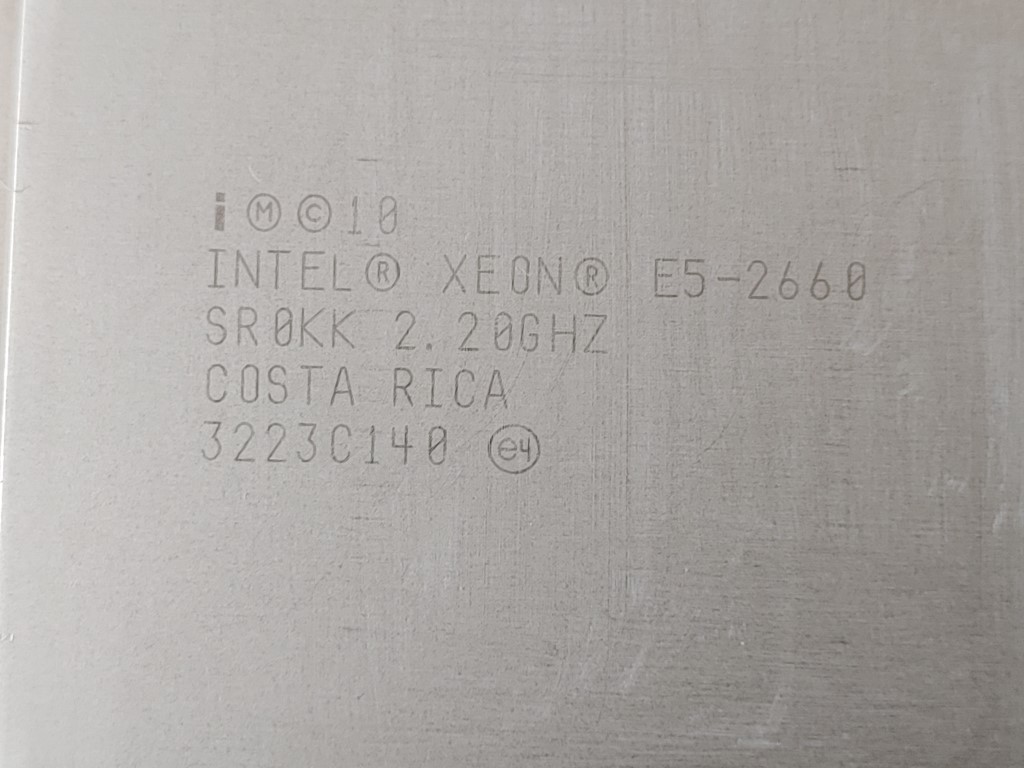 i Ⓜ © 10
INTEL® XEON® E5-2660
SR0KK 2.20GHZ
COSTA RICA
3223C140 e4